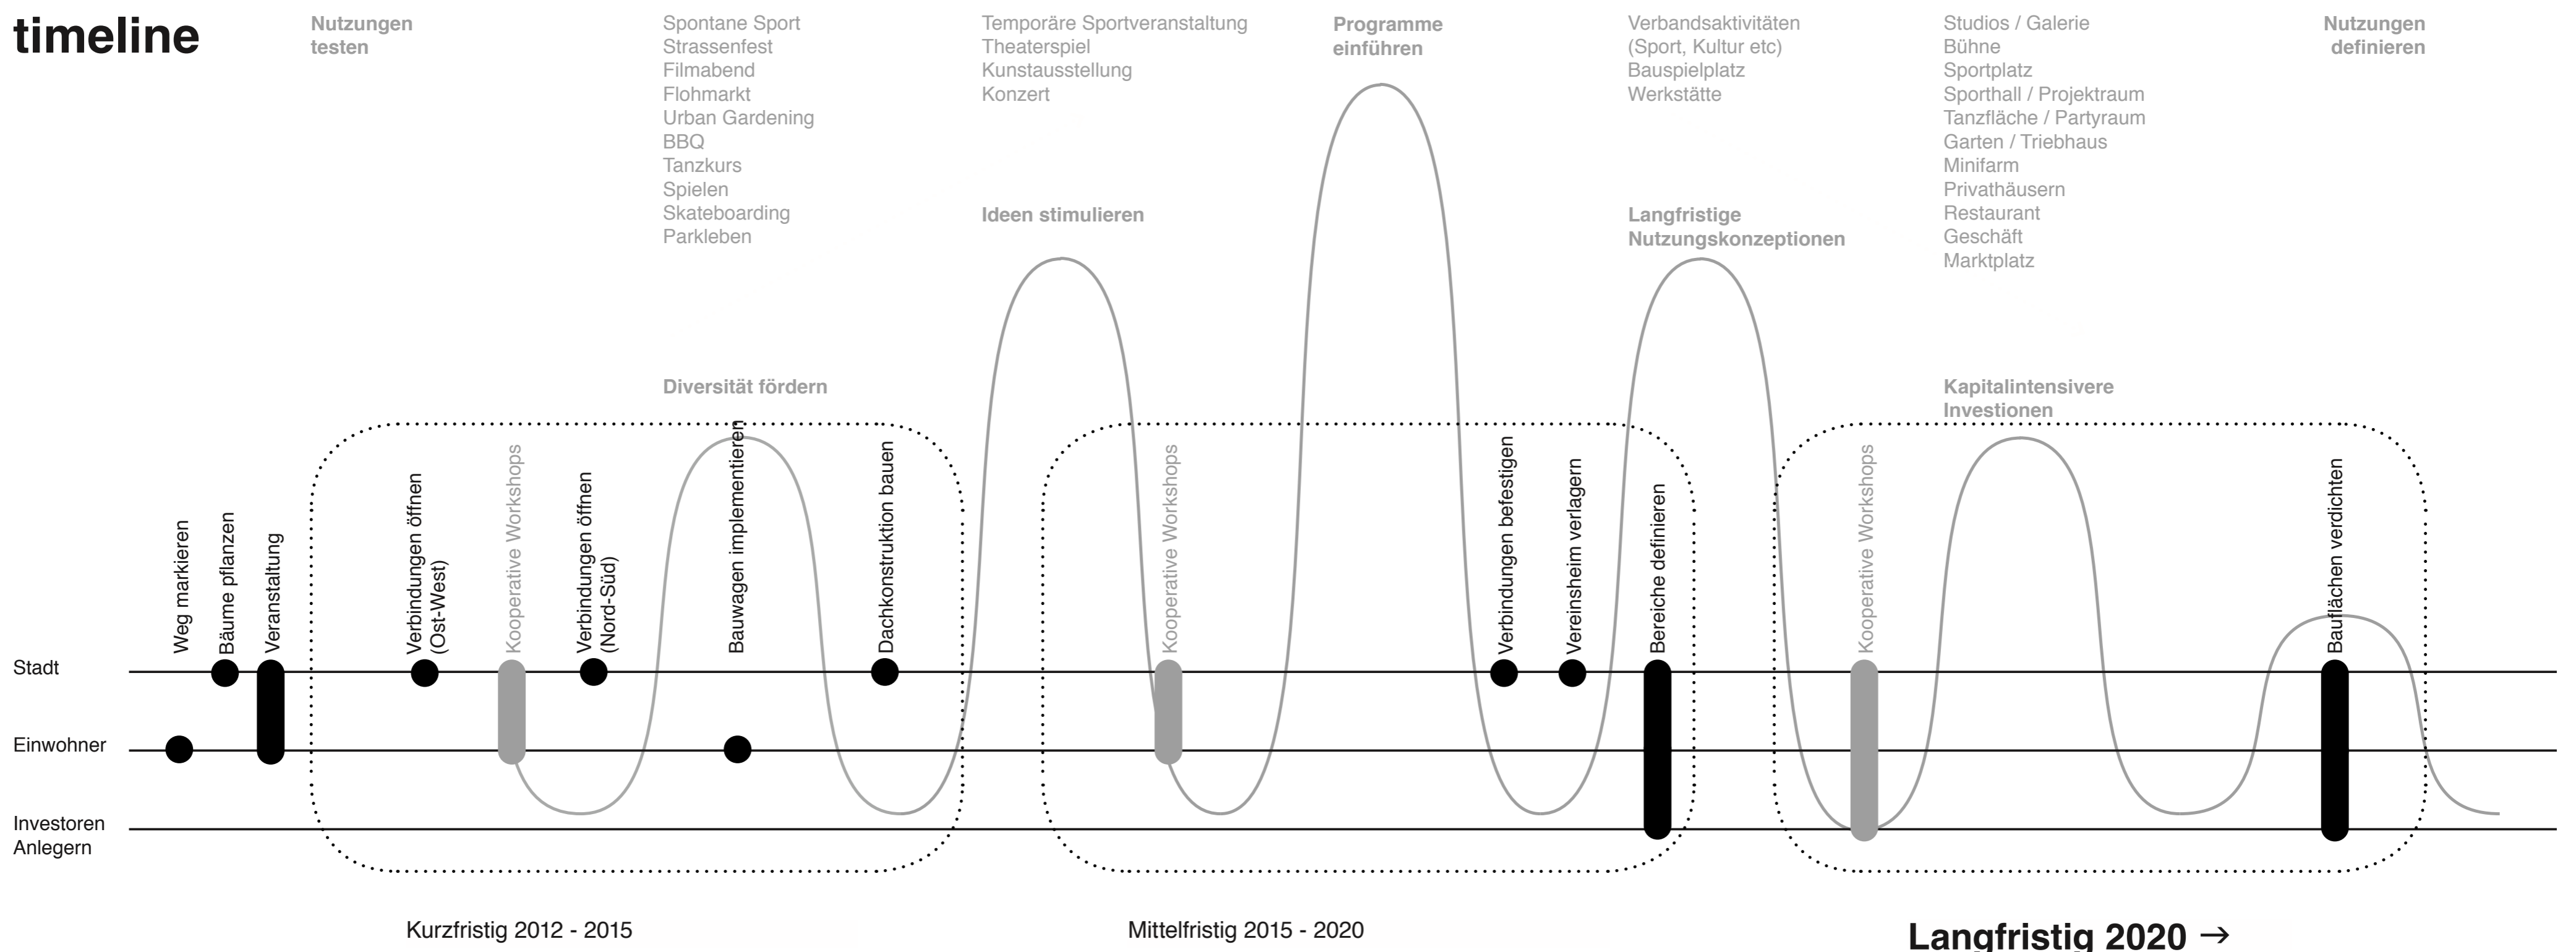 timeline
Nutzungen
testen
Spontane Sport
Strassenfest
Filmabend
Flohmarkt
Urban Gardening
BBQ
Tanzkurs
Spielen
Skateboarding
Parkleben
Diversität fördern
Temporäre Sportveranstaltung
Theaterspiel
Kunstausstellung
Konzert
Ideen stimulieren
Programme
einführen
Verbandsaktivitäten
(Sport, Kultur etc)
Bauspielplatz
Werkstätte
Langfristige
Nutzungskonzeptionen
Studios / Galerie
Bühne
Sportplatz
Sporthall / Projektraum
Tanzfläche / Partyraum
Garten / Triebhaus
Minifarm
Privathäusern
Restaurant
Geschäft
Marktplatz
Kapitalintensivere
Investionen
Nutzungen
definieren
Weg markieren
Bäume pflanzen
Veranstaltung
Verbindungen öffnen
(Ost-West)
Kooperative Workshops
Verbindungen öffnen
(Nord-Süd)
Bauwagen implementieren
Dachkonstruktion bauen
Kooperative Workshops
Verbindungen befestigen
Vereinsheim verlagern
Bereiche definieren
Kooperative Workshops
Bauflächen verdichten
Stadt
Einwohner
Investoren
Anlegern
Kurzfristig 2012 - 2015
Mittelfristig 2015 - 2020
Langfristig 2020 →